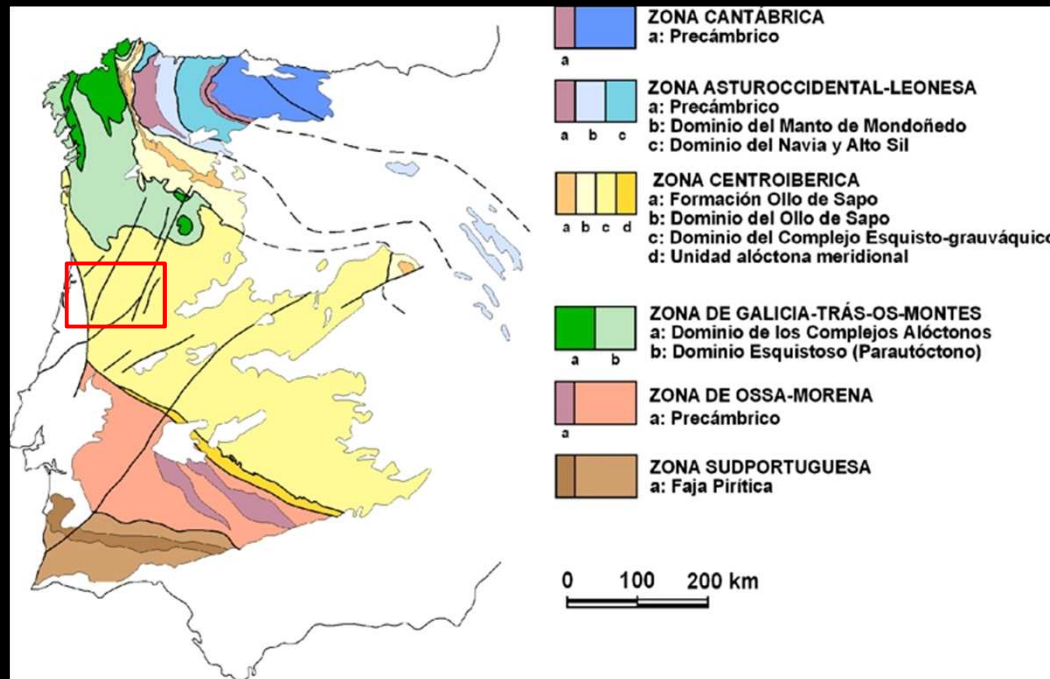 ZONA CANTÁBRICA
a: Precámbrico
a
ZONA ASTUROCCIDENTAL-LEONESA
a: Precámbrico
b: Dominio del Manto de Mondoñedo
c: Dominio del Navia y Alto Sil
a b c
ZONA CENTROIBERICA
a: Formación Ollo de Sapo
b: Dominio del Ollo de Sapo
c: Dominio del Complejo Esquisto-grauváquico
d: Unidad alóctona meridional
a b c d
ZONA DE GALICIA-TRÁS-OS-MONTES
a: Dominio de los Complejos Alóctonos
b: Dominio Esquistoso (Parautóctono)
a b
ZONA DE OSSA-MORENA
a: Precámbrico
a
ZONA SUDPORTUGUESA
a: Faja Pirítica
0 100 200 km